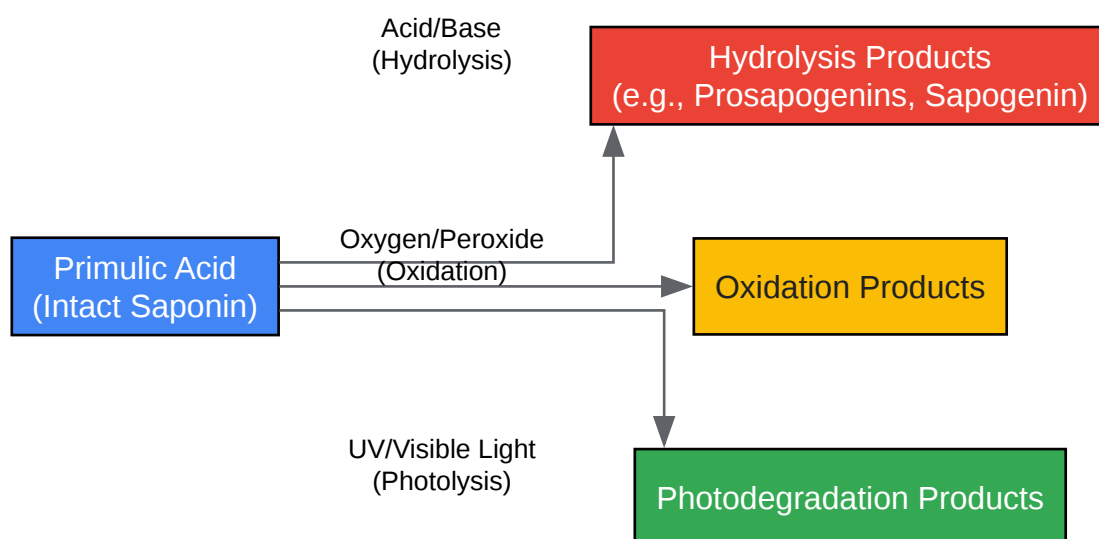 Acid/Base
(Hydrolysis)
Hydrolysis Products
(e.g., Prosapogenins, Sapogenin)
Oxygen/Peroxide
(Oxidation)
Primulic Acid
(Intact Saponin)
Oxidation Products
UV/Visible Light
(Photolysis)
Photodegradation Products